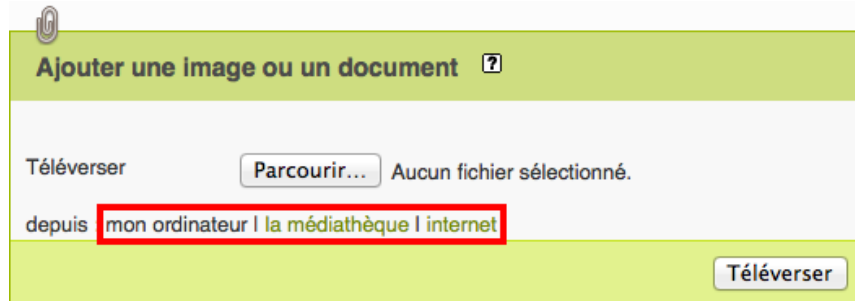 Ajouter une image ou un document ?
Téléverser Parcourir... Aucun fichier sélectionné.
depuis : mon ordinateur | la médiathèque | internet
Téléverser